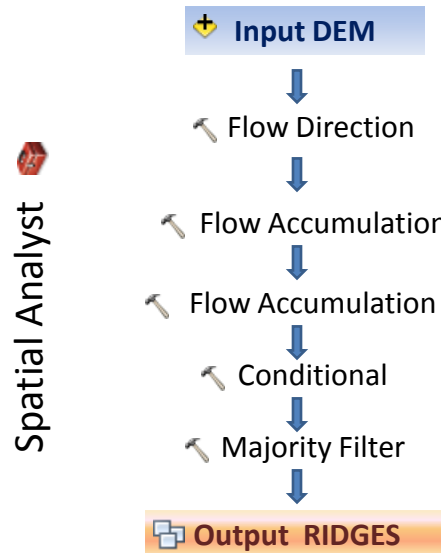 Input DEM
Flow Direction
Flow Accumulation
Flow Accumulation
Conditional
Majority Filter
Output RIDGES
Spatial Analyst